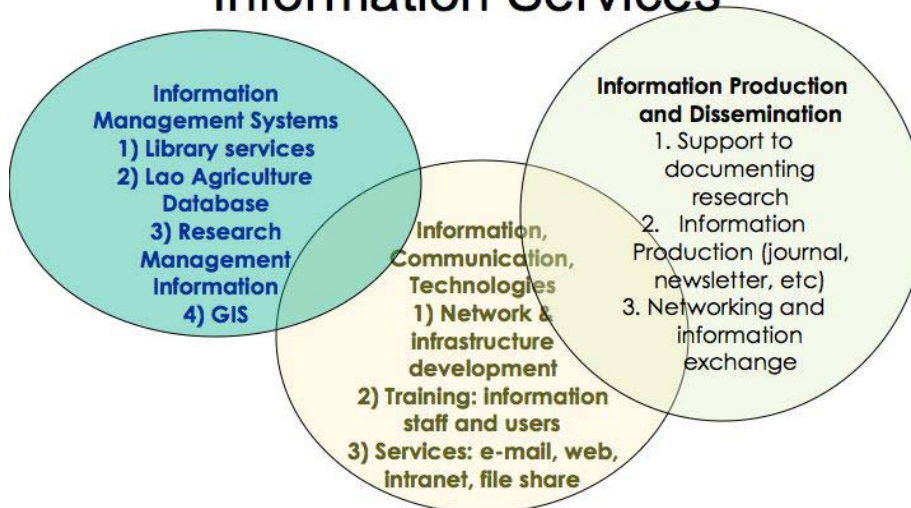 Information Services
Information
Management Systems
1) Library services
2) Lao Agriculture
Database
3) Research
Management
Information
4) GIS
Information,
Communication,
Technologies
1) Network &
infrastructure
development
2) Training: information
staff and users
3) Services: e-mail, web,
intranet, file share
Information Production
and Dissemination
1. Support to
documenting
research
2. Information
Production (journal,
newsletter, etc)
3. Networking and
information
exchange